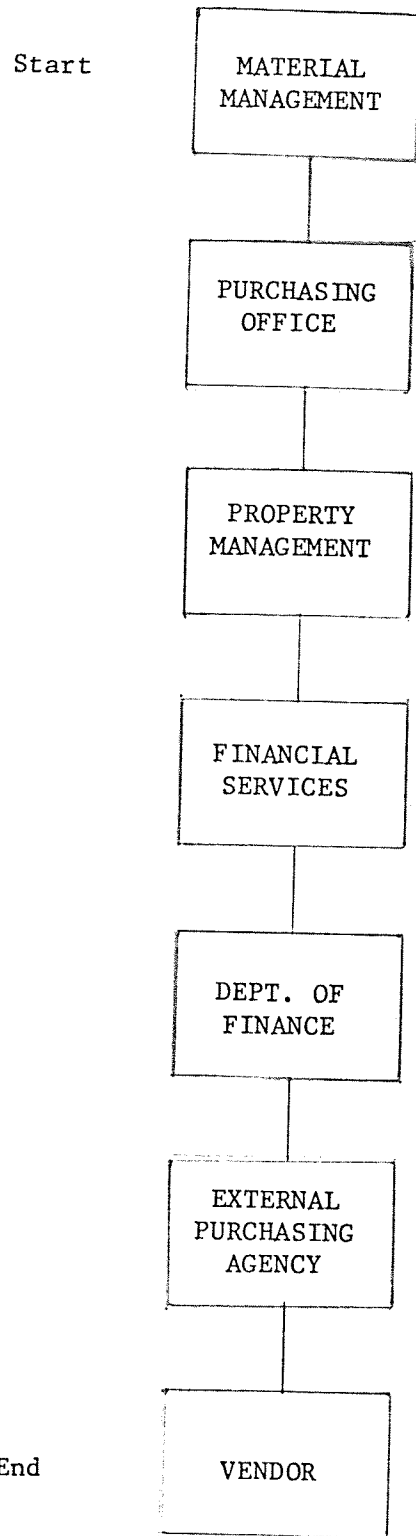 Start
MATERIAL
MANAGEMENT
PURCHASING
OFFICE
PROPERTY
MANAGEMENT
FINANCIAL
SERVICES
DEPT. OF
FINANCE
EXTERNAL
PURCHASING
AGENCY
End
VENDOR